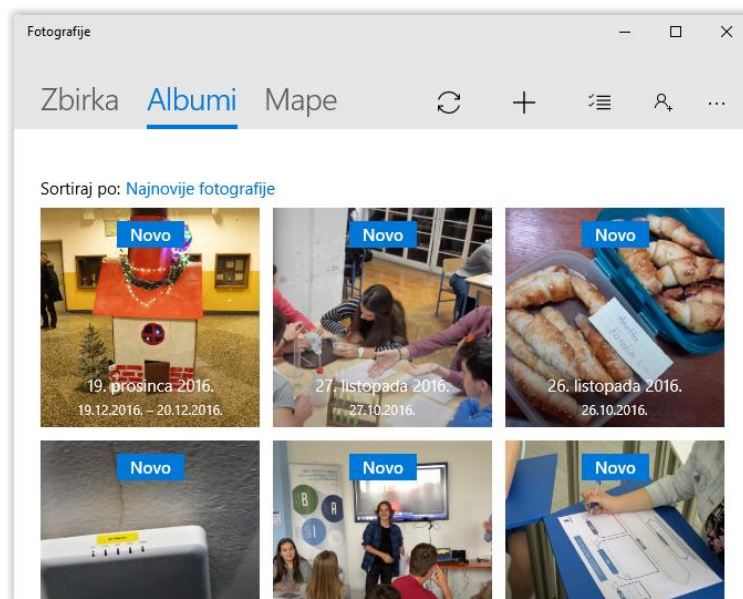 Fotografije
Zbirka Albumi Mape
Sortiraj po: Najnovije fotografije
Novo Novo Novo
19. prosinca 2016. 27. listopada 2016. 26. listopada 2016.
19.12.2016. – 20.12.2016. 27.10.2016. 26.10.2016.
Novo Novo Novo
B A
I